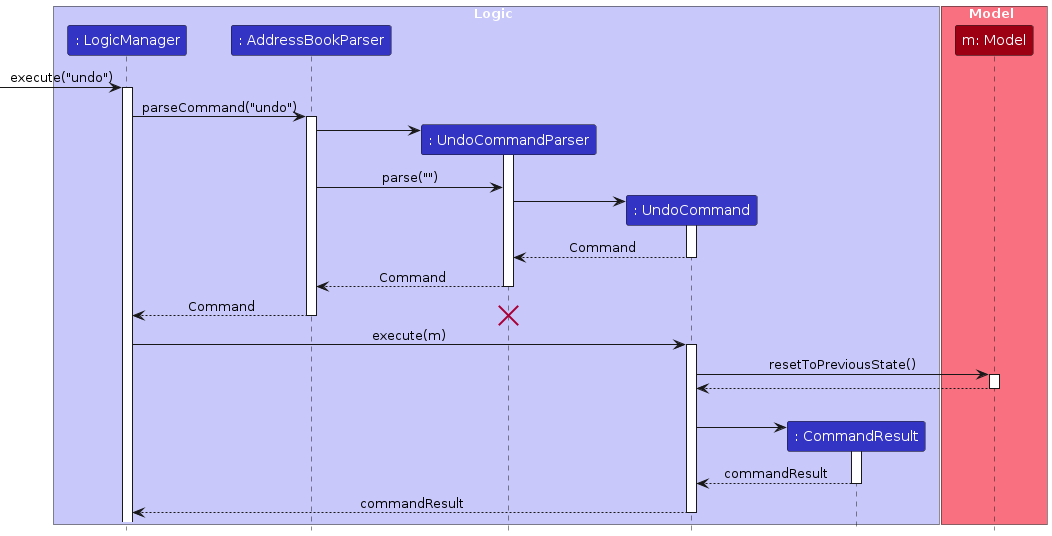 Logic
Model
: LogicManager
: AddressBookParser
m: Model
execute("undo")
parseCommand("undo")
: UndoCommandParser
parse("")
: UndoCommand
Command
Command
Command
execute(m)
resetToPreviousState()
: CommandResult
commandResult
commandResult